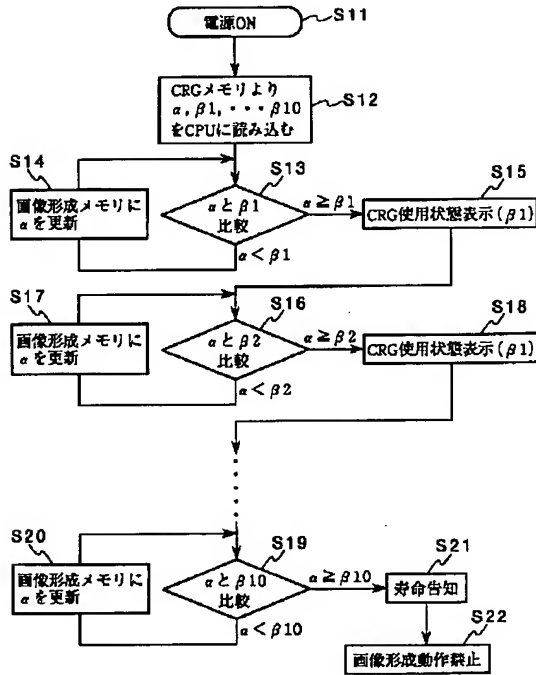 電源ON
S11
CRGメモリより
α, β1, ・・・β10
をCPUに読み込む
S12
S14
画像形成メモリに
αを更新
S13
αとβ1
比較
α≧β1
α<β1
S15
CRG使用状態表示(β1)
S17
画像形成メモリに
αを更新
S16
αとβ2
比較
α≧β2
α<β2
S18
CRG使用状態表示(β1)
S20
画像形成メモリに
αを更新
S19
αとβ10
比較
α≧β10
α<β10
S21
寿命告知
S22
画像形成動作禁止